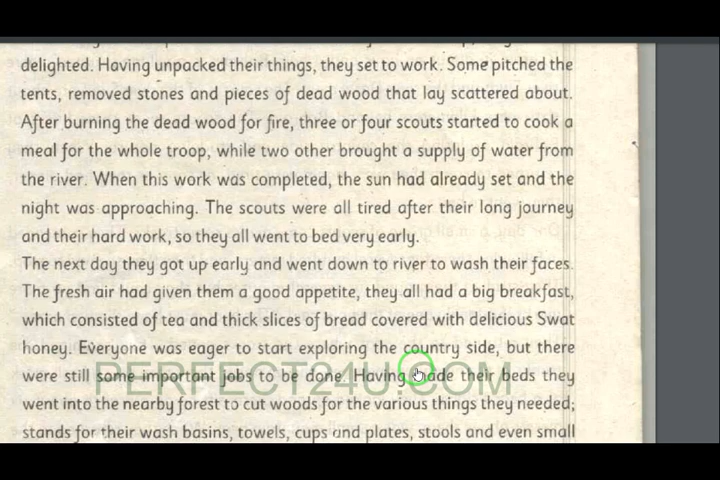 delighted. Having unpacked their things, they set to work. Some pitched the
tents, removed stones and pieces of dead wood that lay scattered about.
After burning the dead wood for fire, three or four scouts started to cook a
meal for the whole troop, while two other brought a supply of water from
the river. When this work was completed, the sun had already set and the
night was approaching. The scouts were all tired after their long journey
and their hard work, so they all went to bed very early.
The next day they got up early and went down to river to wash their faces.
The fresh air had given them a good appetite, they all had a big breakfast,
which consisted of tea and thick slices of bread covered with delicious Swat
honey. Everyone was eager to start exploring the country side, but there
were still some important jobs to be done. Having made their beds they
PERFECT24U.COM
went into the nearby forest to cut woods for the various things they needed;
stands for their wash basins, towels, cups and plates, stools and even small